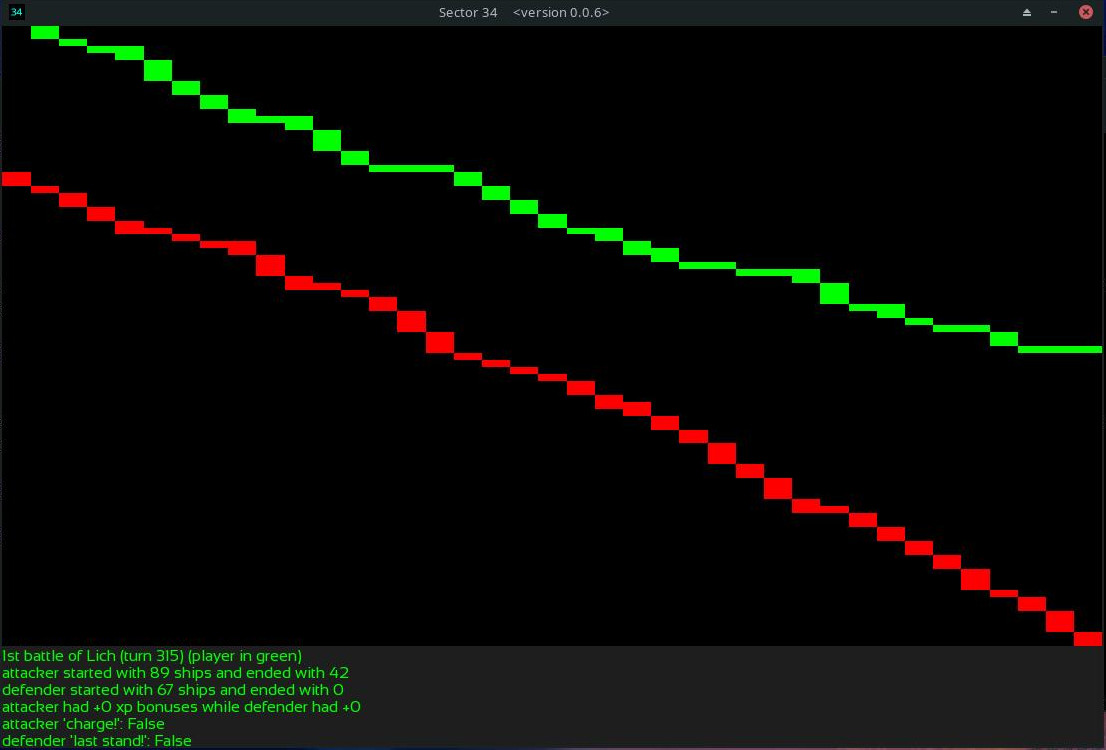 34 Sector 34 <version 0.0.6>
1st battle of Lich (turn 315) (player in green)
attacker started with 89 ships and ended with 42
defender started with 67 ships and ended with 0
attacker had +0 xp bonuses while defender had +0
attacker 'charge!': False
defender 'last stand!': False